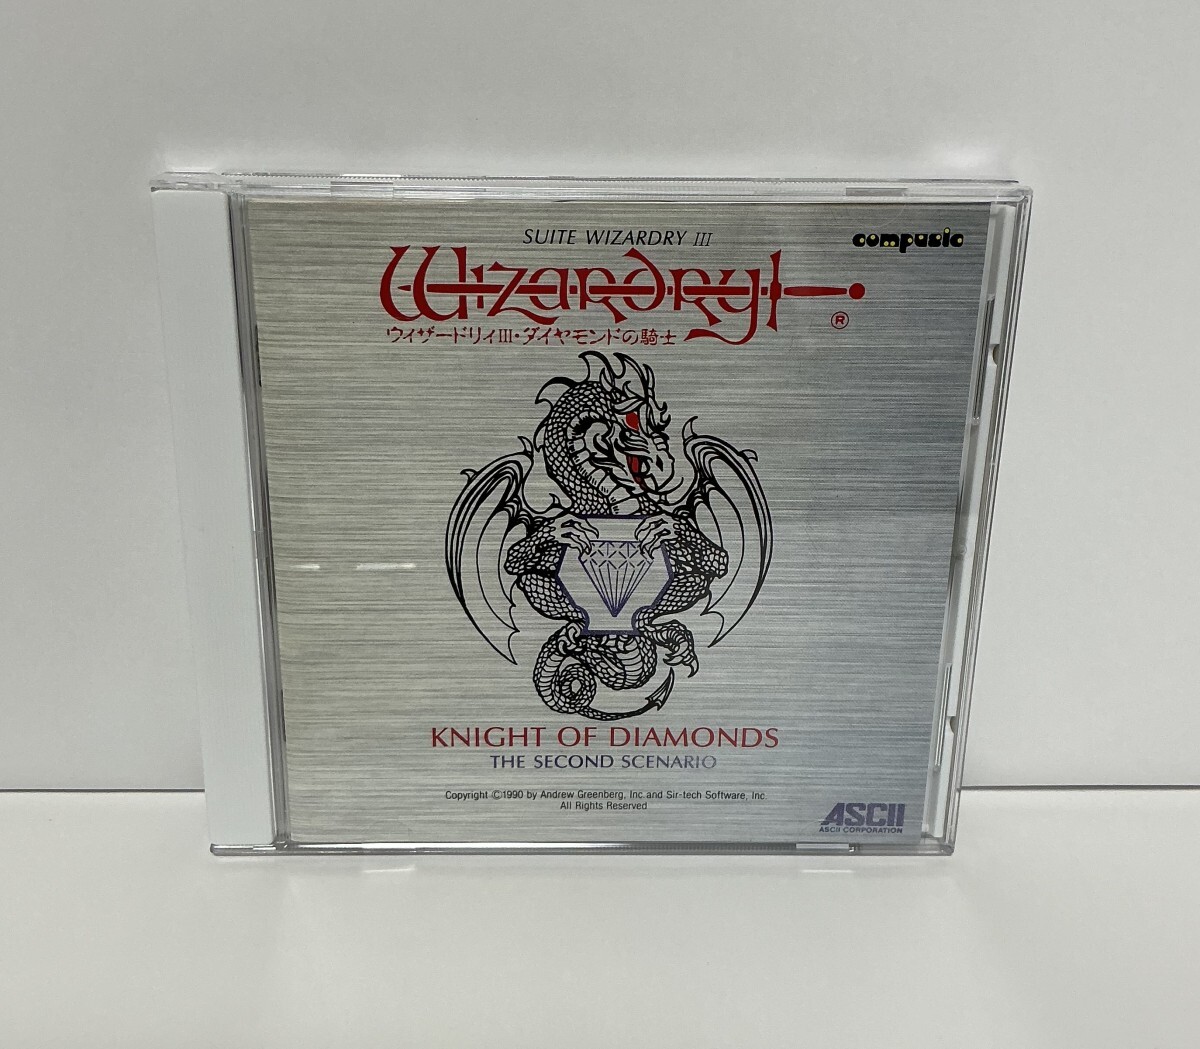 SUITE WIZARDRY III
compusic
Wizardry
®
ウィザードリィIII・ダイヤモンドの騎士
KNIGHT OF DIAMONDS
THE SECOND SCENARIO
Copyright ©1990 by Andrew Greenberg, Inc and Sir-tech Software, Inc.
All Rights Reserved
ASCII
ASCII CORPORATION